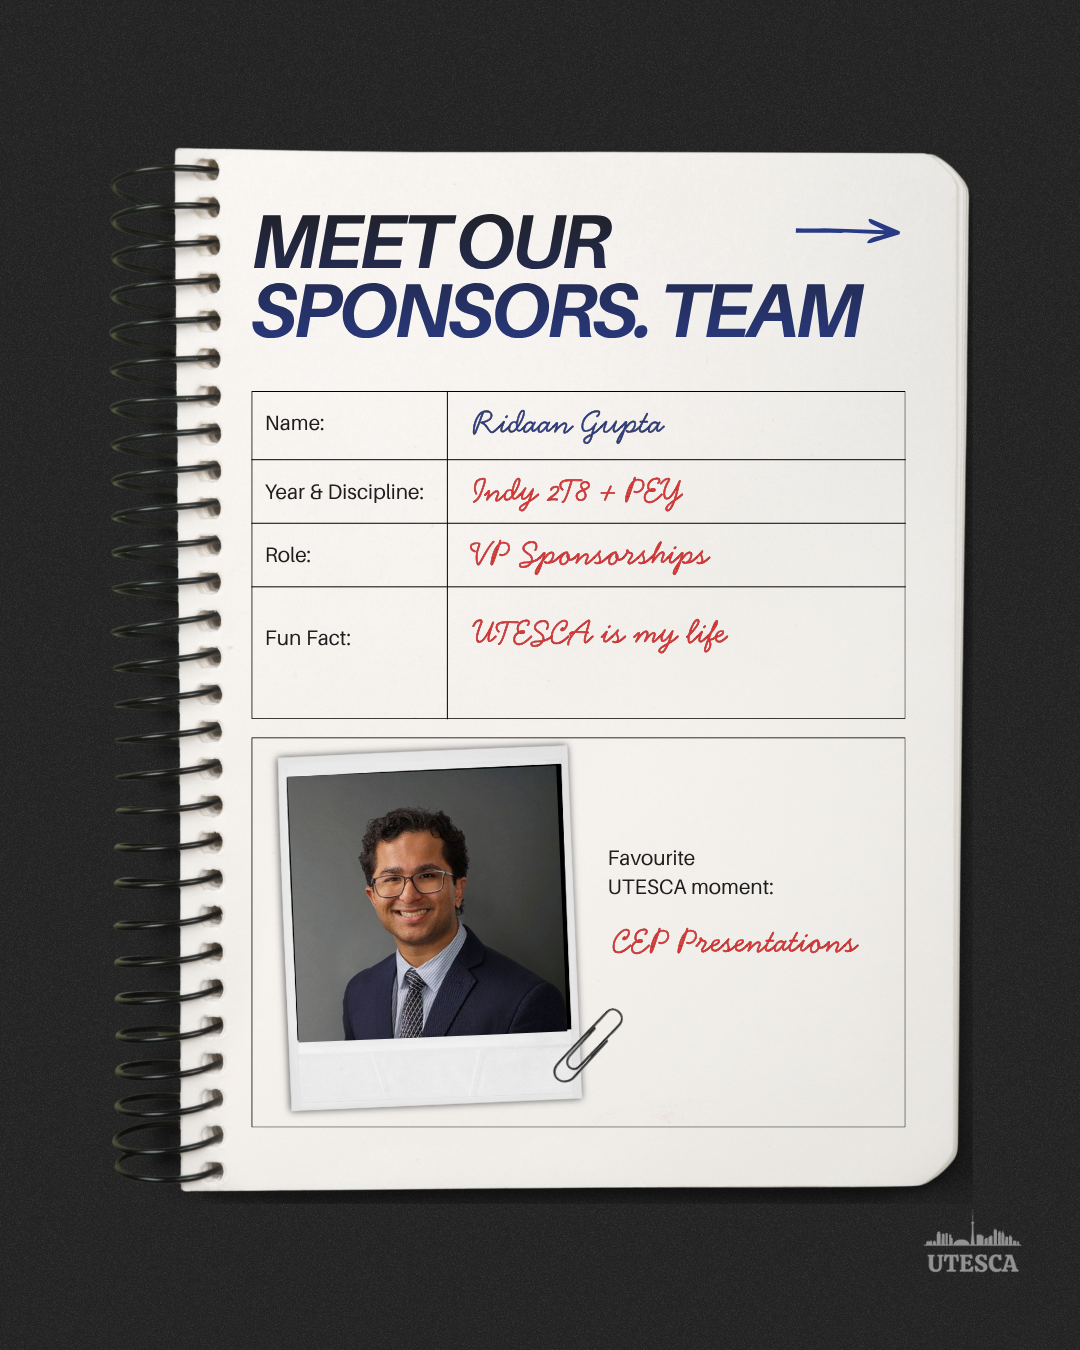 MEET OUR
SPONSORS. TEAM
Name: Ridaan Gupta
Year & Discipline: Indy 2T8 + PEY
Role: VP Sponsorships
Fun Fact: UTESCA is my life
Favourite
UTESCA moment:
CEP Presentations
UTESCA